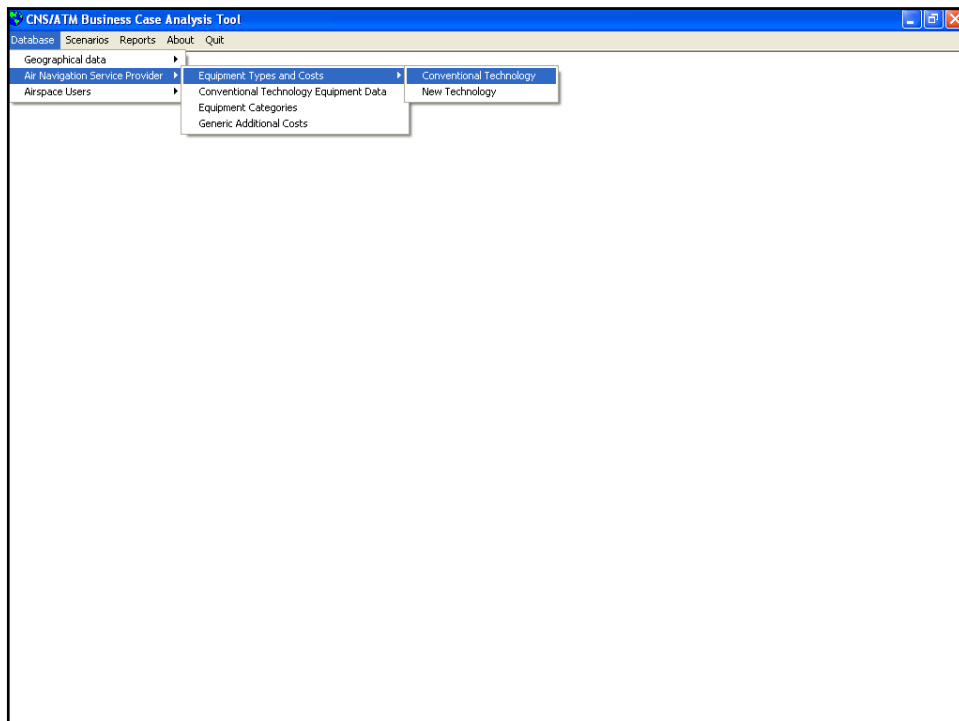 CNS/ATM Business Case Analysis Tool
Database Scenarios Reports About Quit
Geographical data
Air Navigation Service Provider Equipment Types and Costs Conventional Technology
Airspace Users Conventional Technology Equipment Data New Technology
Equipment Categories
Generic Additional Costs